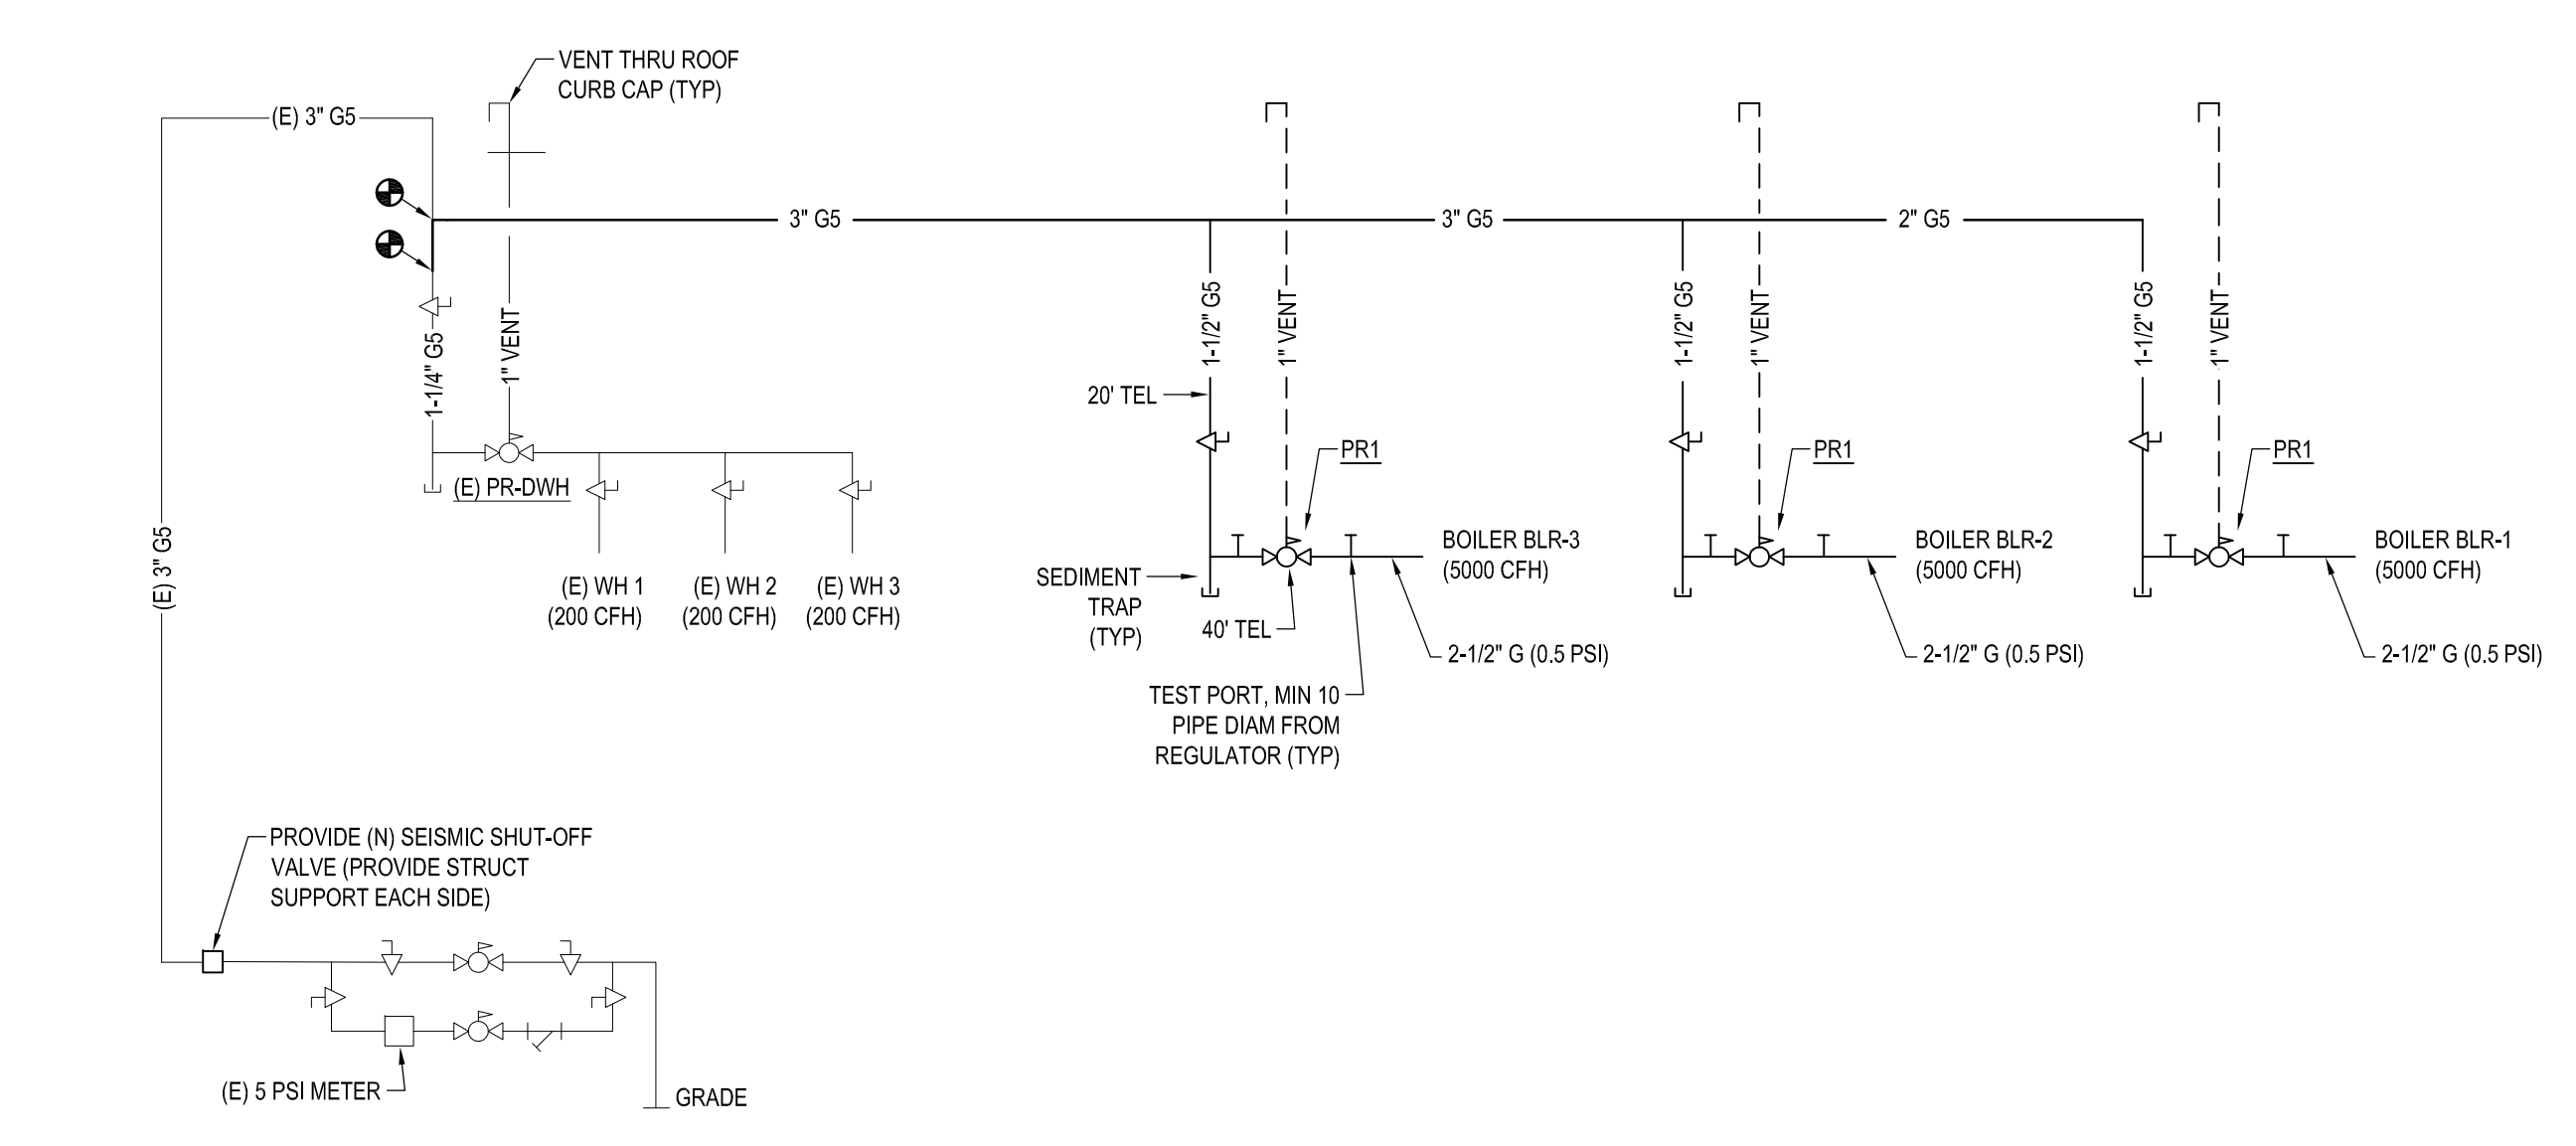 VENT THRU ROOF
CURB CAP (TYP)
(E) 3" G5
3" G5
3" G5
2" G5
1-1/4" G5
1" VENT
1-1/2" G5
1" VENT
1-1/2" G5
1" VENT
1-1/2" G5
1" VENT
20' TEL
PR1
PR1
PR1
(E) PR-DWH
(E) 3" G5
(E) WH 1
(200 CFH)
(E) WH 2
(200 CFH)
(E) WH 3
(200 CFH)
SEDIMENT
TRAP
(TYP)
40' TEL
BOILER BLR-3
(5000 CFH)
BOILER BLR-2
(5000 CFH)
BOILER BLR-1
(5000 CFH)
2-1/2" G (0.5 PSI)
2-1/2" G (0.5 PSI)
2-1/2" G (0.5 PSI)
TEST PORT, MIN 10
PIPE DIAM FROM
REGULATOR (TYP)
PROVIDE (N) SEISMIC SHUT-OFF
VALVE (PROVIDE STRUCT
SUPPORT EACH SIDE)
(E) 5 PSI METER
GRADE